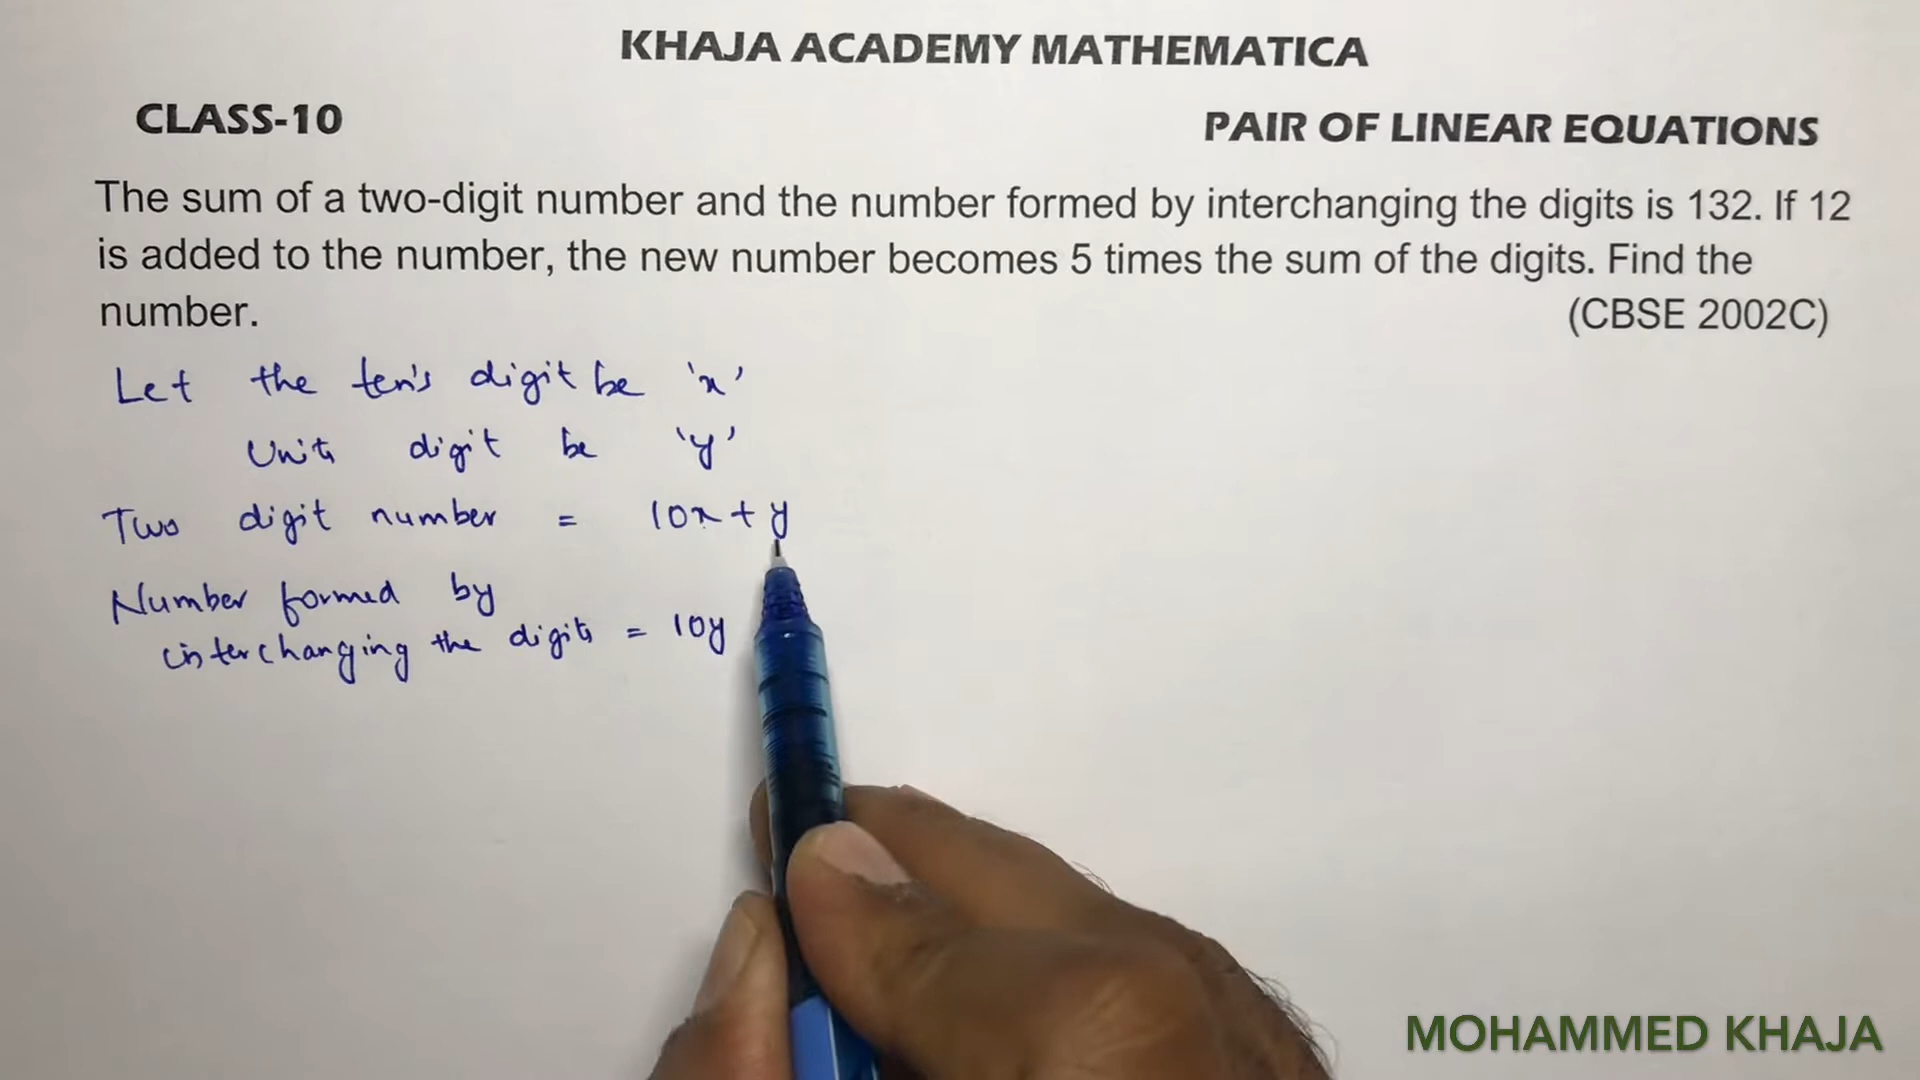 KHAJA ACADEMY MATHEMATICA
CLASS-10
PAIR OF LINEAR EQUATIONS
The sum of a two-digit number and the number formed by interchanging the digits is 132. If 12
is added to the number, the new number becomes 5 times the sum of the digits. Find the
number.
(CBSE 2002C)
Let the ten's digit be 'x'
Units digit be 'y'
Two digit number = 10x + y
Number formed by
interchanging the digits = 10y
MOHAMMED KHAJA